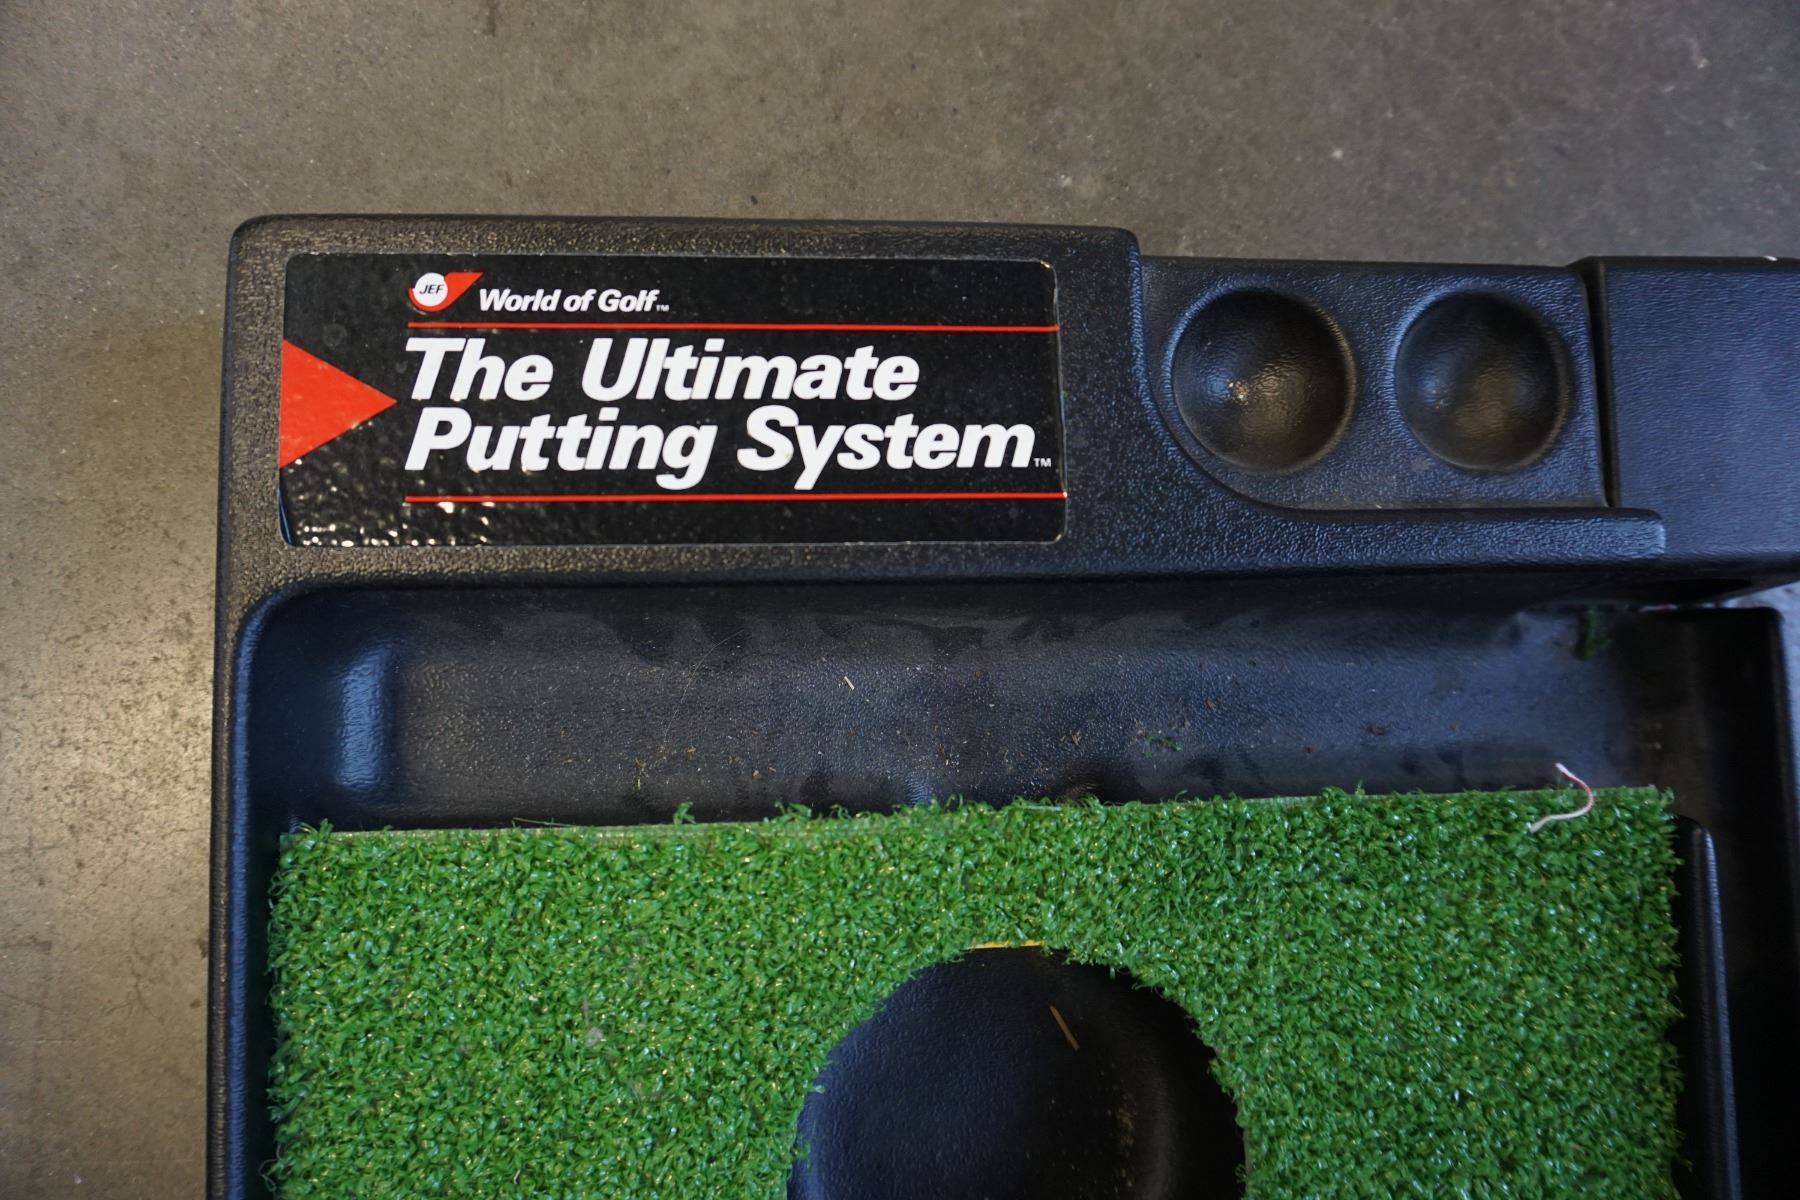 JEF World of Golf™
The Ultimate
Putting System™